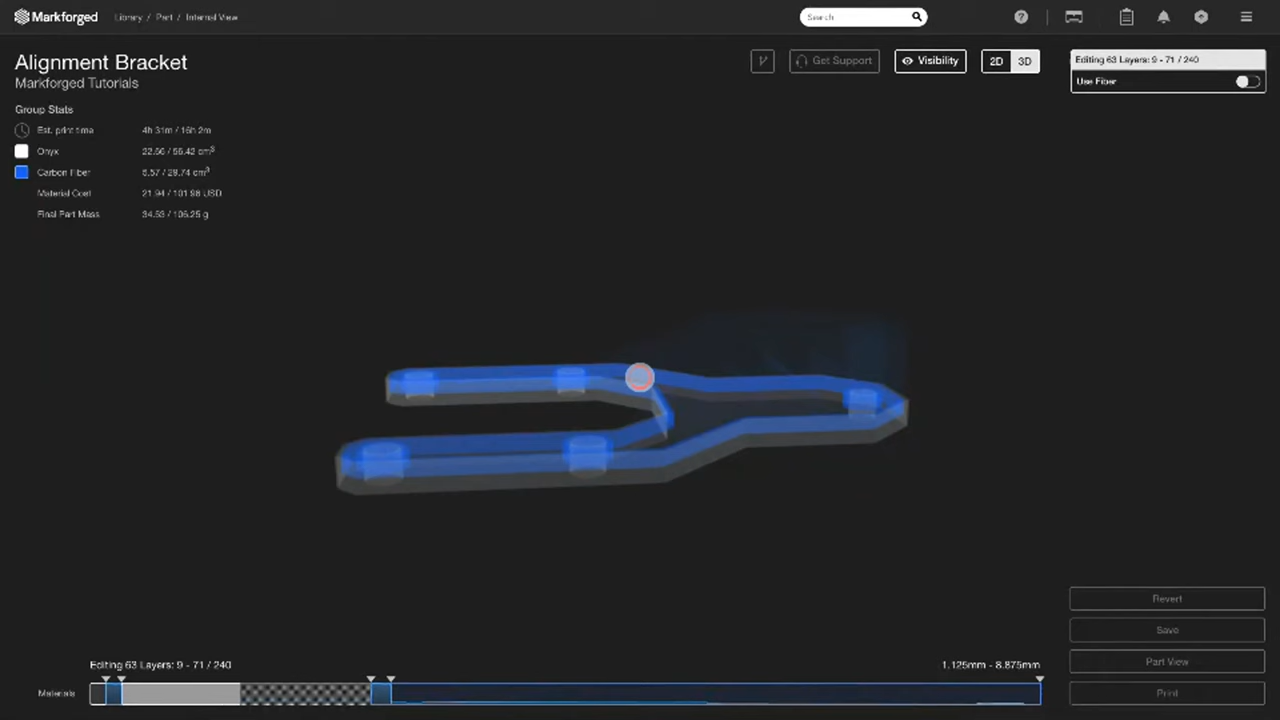 Markforged
Library / Part / Internal View
Search
Alignment Bracket
Markforged Tutorials
Get Support
Visibility
2D 3D
Editing 63 Layers: 9 - 71 / 240
Use Fiber
Group Stats
Est. print time 4h 31m / 16h 2m
Onyx 22.56 / 56.42 cm³
Carbon Fiber 5.57 / 29.74 cm³
Material Cost 21.94 / 101.98 USD
Final Part Mass 34.53 / 106.25 g
Revert
Save
Part View
Print
Editing 63 Layers: 9 - 71 / 240
1.125mm - 8.875mm
Materials